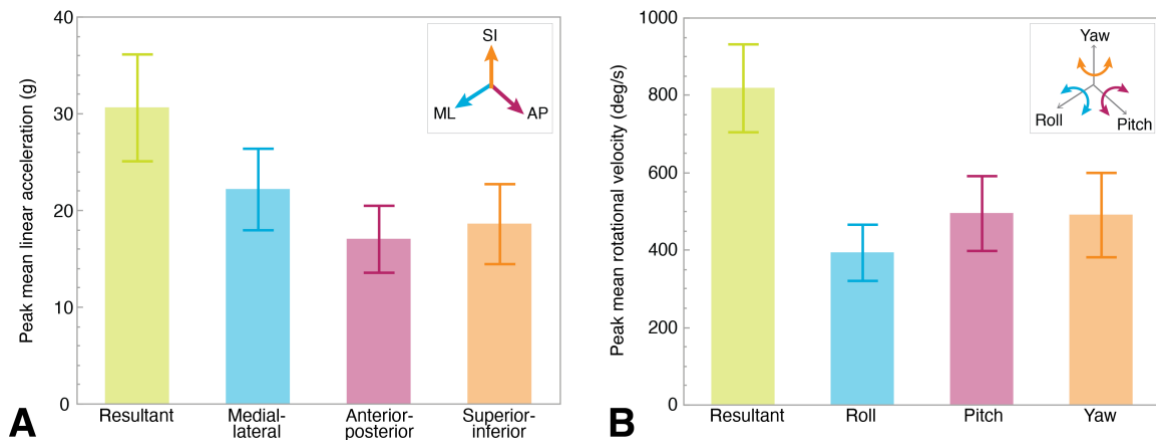 Peak mean linear acceleration (g)
40
30
20
10
0
SI
ML
AP
Resultant
Medial-
lateral
Anterior-
posterior
Superior-
inferior
A
Peak mean rotational velocity (deg/s)
1000
800
600
400
200
0
Yaw
Roll
Pitch
Resultant
Roll
Pitch
Yaw
B